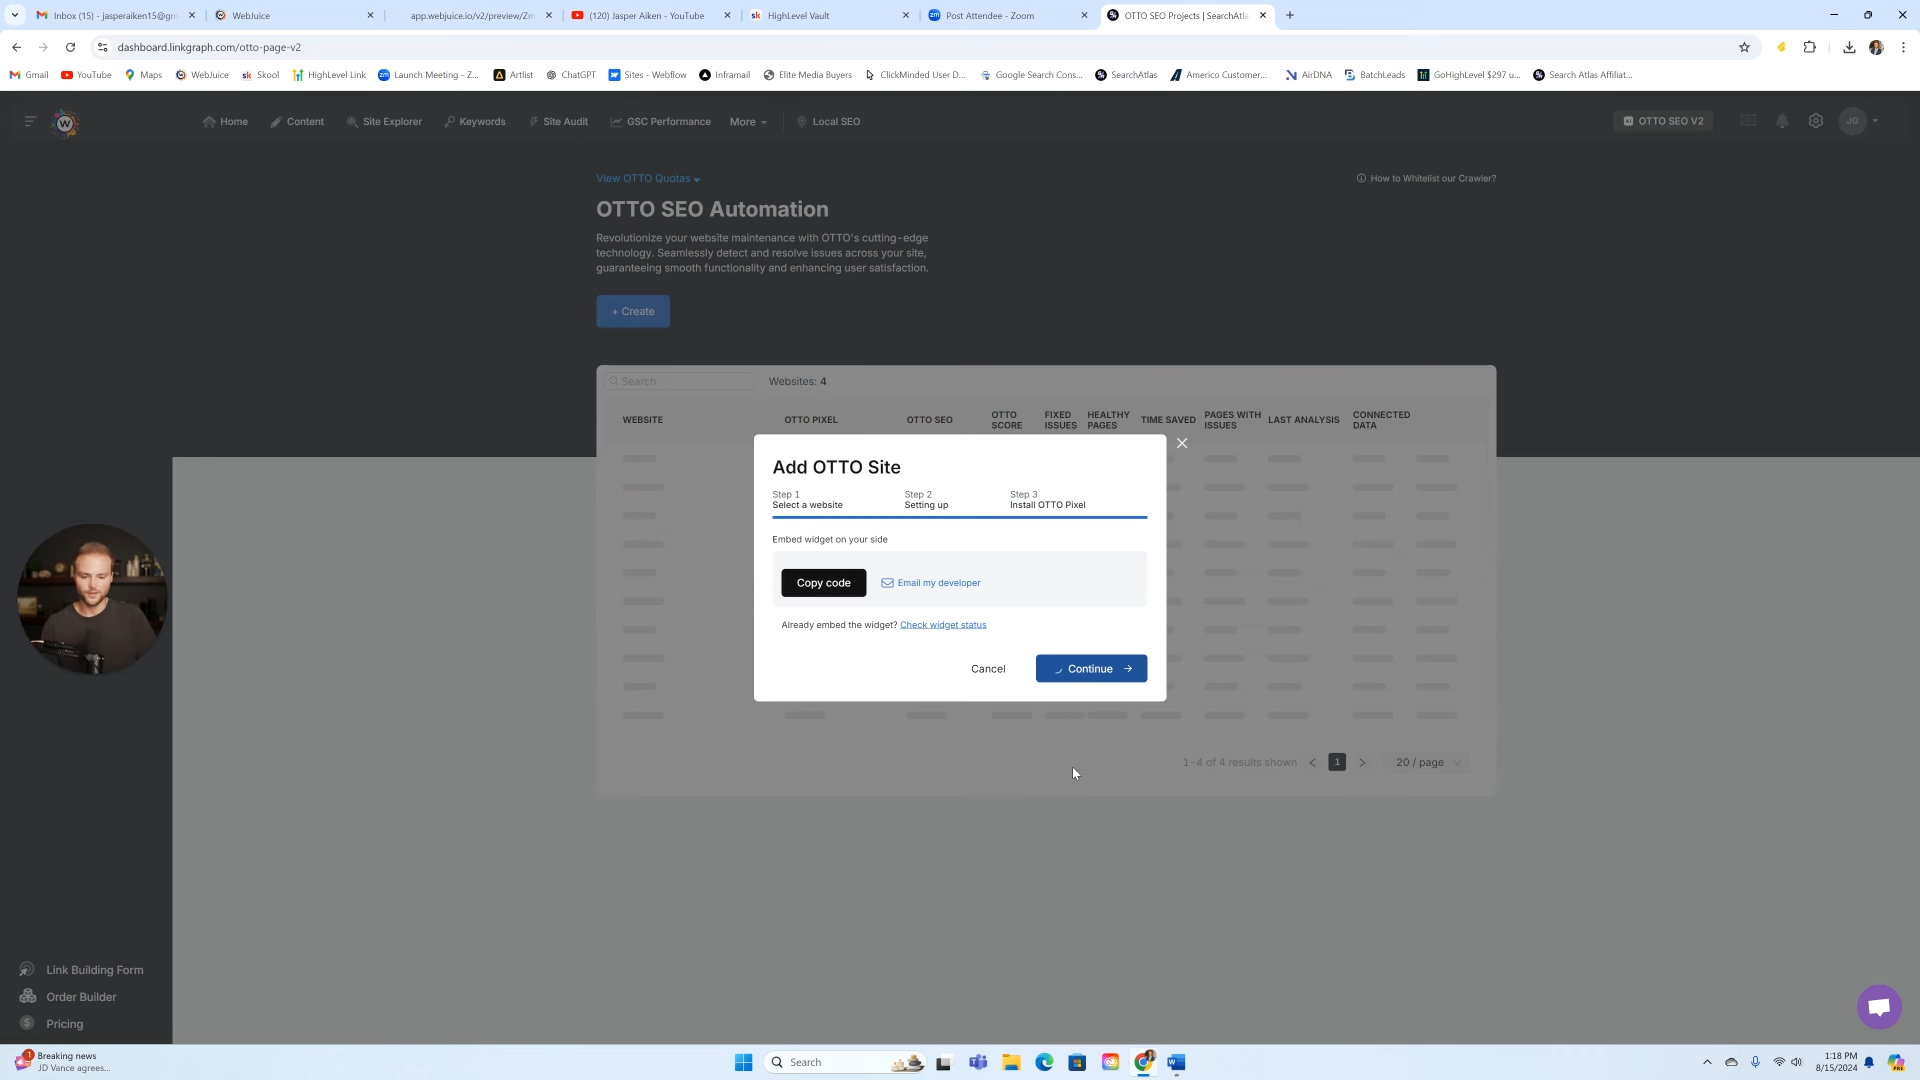 Inbox (15) - jasperaiken15@gm
WebJuice
app.webjuice.io/v2/preview/Zm
(120) Jasper Aiken - YouTube
HighLevel Vault
Post Attendee - Zoom
OTTO SEO Projects | SearchAtla
dashboard.linkgraph.com/otto-page-v2
Gmail
YouTube
Maps
WebJuice
Skool
HighLevel Link
Launch Meeting - Z...
Artlist
ChatGPT
Sites - Webflow
Inframail
Elite Media Buyers
ClickMinded User D...
Google Search Cons...
SearchAtlas
Americo Customer...
AirDNA
BatchLeads
GoHighLevel $297 u...
Search Atlas Affiliat...
W
Home
Content
Site Explorer
Keywords
Site Audit
GSC Performance
More
Local SEO
OTTO SEO V2
JG
View OTTO Quotas
How to Whitelist our Crawler?
OTTO SEO Automation
Revolutionize your website maintenance with OTTO's cutting-edge
technology. Seamlessly detect and resolve issues across your site,
guaranteeing smooth functionality and enhancing user satisfaction.
+ Create
Search
Websites: 4
WEBSITE
OTTO PIXEL
OTTO SEO
OTTO
SCORE
FIXED
ISSUES
HEALTHY
PAGES
TIME SAVED
PAGES WITH
ISSUES
LAST ANALYSIS
CONNECTED
DATA
Add OTTO Site
Step 1
Select a website
Step 2
Setting up
Step 3
Install OTTO Pixel
Embed widget on your side
Copy code
Email my developer
Already embed the widget? Check widget status
Cancel
Continue
1-4 of 4 results shown
1
20 / page
Link Building Form
Order Builder
Pricing
1
Breaking news
JD Vance agrees...
Search
1:18 PM
8/15/2024